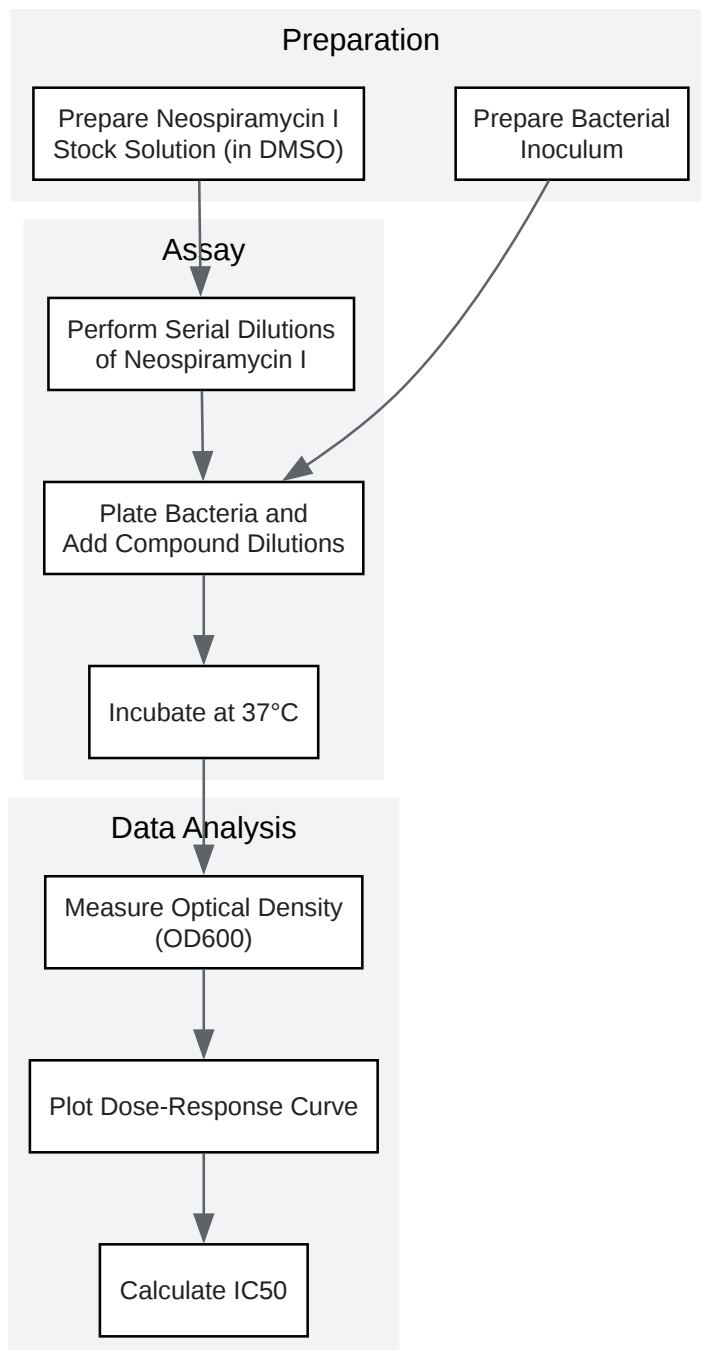 Preparation
Prepare Neospiramycin I
Stock Solution (in DMSO)
Prepare Bacterial
Inoculum
Assay
Perform Serial Dilutions
of Neospiramycin I
Plate Bacteria and
Add Compound Dilutions
Incubate at 37°C
Data Analysis
Measure Optical Density
(OD600)
Plot Dose-Response Curve
Calculate IC50